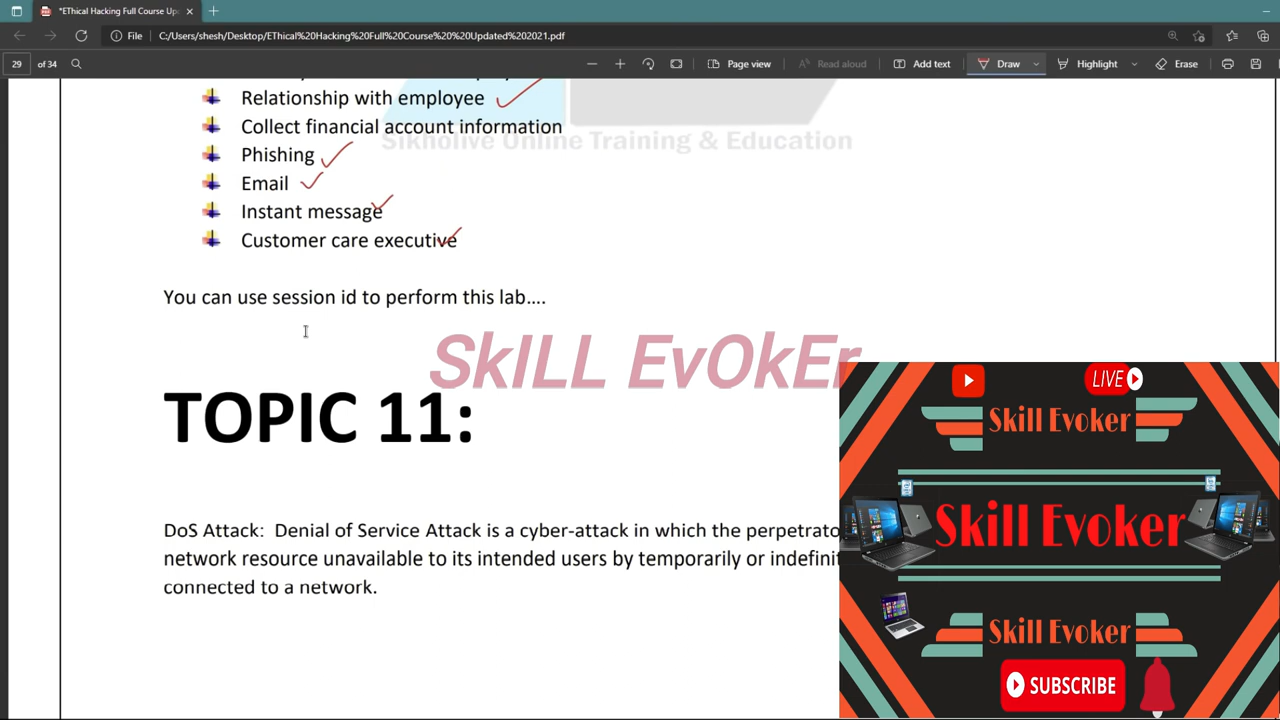 *EThical Hacking Full Course Up
File
C:/Users/shesh/Desktop/EThical%20Hacking%20Full%20Course%20%20Updated%202021.pdf
29 of 34
Page view
Read aloud
Add text
Draw
Highlight
Erase
Relationship with employee
Collect financial account information
Sikholive Online Training & Education
Phishing
Email
Instant message
Customer care executive
You can use session id to perform this lab....
SkILL EvOkEr
TOPIC 11:
DoS Attack: Denial of Service Attack is a cyber-attack in which the perpetrato
network resource unavailable to its intended users by temporarily or indefinit
connected to a network.
LIVE
Skill Evoker
Skill Evoker
Skill Evoker
SUBSCRIBE